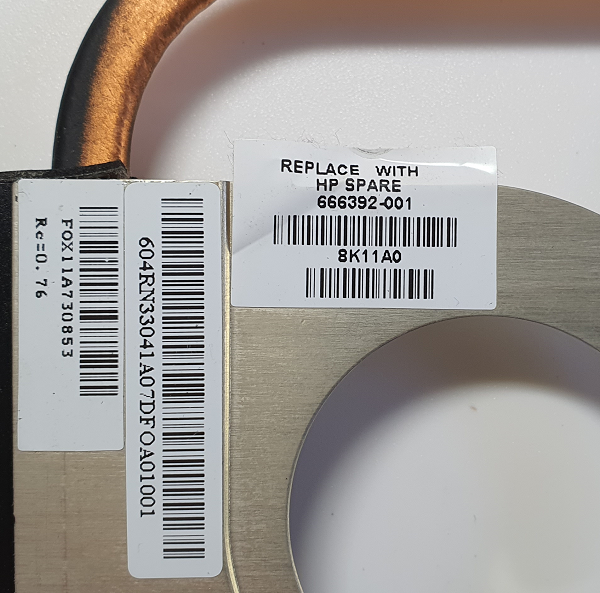 REPLACE WITH
HP SPARE
666392-001
8K11A0
FOX11A730853
Rc=0.76
604RN33041A07DFOA01001